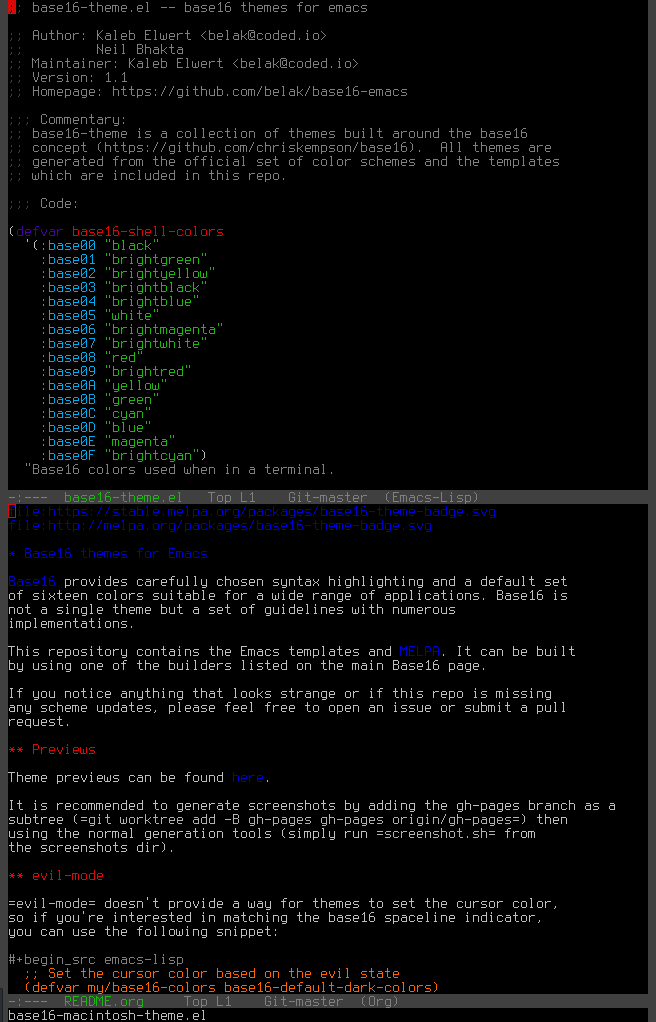 ;; base16-theme.el -- base16 themes for emacs
;; Author: Kaleb Elwert <belak@coded.io>
;;         Neil Bhakta
;; Maintainer: Kaleb Elwert <belak@coded.io>
;; Version: 1.1
;; Homepage: https://github.com/belak/base16-emacs
;;; Commentary:
;; base16-theme is a collection of themes built around the base16
;; concept (https://github.com/chriskempson/base16).  All themes are
;; generated from the official set of color schemes and the templates
;; which are included in this repo.
;;; Code:
(defvar base16-shell-colors
  '(:base00 "black"
    :base01 "brightgreen"
    :base02 "brightyellow"
    :base03 "brightblack"
    :base04 "brightblue"
    :base05 "white"
    :base06 "brightmagenta"
    :base07 "brightwhite"
    :base08 "red"
    :base09 "brightred"
    :base0A "yellow"
    :base0B "green"
    :base0C "cyan"
    :base0D "blue"
    :base0E "magenta"
    :base0F "brightcyan")
  "Base16 colors used when in a terminal.
-:---  base16-theme.el   Top L1    Git-master  (Emacs-Lisp)
file:https://stable.melpa.org/packages/base16-theme-badge.svg
file:http://melpa.org/packages/base16-theme-badge.svg
* Base16 themes for Emacs
Base16 provides carefully chosen syntax highlighting and a default set
of sixteen colors suitable for a wide range of applications. Base16 is
not a single theme but a set of guidelines with numerous
implementations.
This repository contains the Emacs templates and MELPA. It can be built
by using one of the builders listed on the main Base16 page.
If you notice anything that looks strange or if this repo is missing
any scheme updates, please feel free to open an issue or submit a pull
request.
** Previews
Theme previews can be found here.
It is recommended to generate screenshots by adding the gh-pages branch as a
subtree (=git worktree add -B gh-pages gh-pages origin/gh-pages=) then
using the normal generation tools (simply run =screenshot.sh= from
the screenshots dir).
** evil-mode
=evil-mode= doesn't provide a way for themes to set the cursor color,
so if you're interested in matching the base16 spaceline indicator,
you can use the following snippet:
#+begin_src emacs-lisp
  ;; Set the cursor color based on the evil state
  (defvar my/base16-colors base16-default-dark-colors)
-:---  README.org     Top L1    Git-master  (Org)
base16-macintosh-theme.el